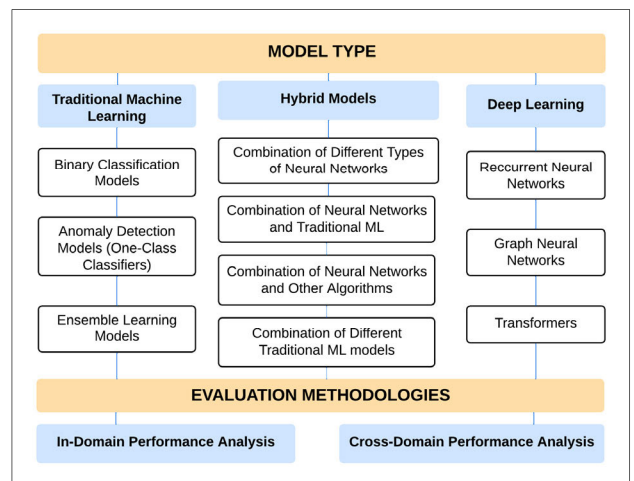 MODEL TYPE
Traditional Machine
Learning
Hybrid Models
Deep Learning
Binary Classification
Models
Anomaly Detection
Models (One-Class
Classifiers)
Ensemble Learning
Models
Combination of Different Types
of Neural Networks
Combination of Neural Networks
and Traditional ML
Combination of Neural Networks
and Other Algorithms
Combination of Different
Traditional ML models
Reccurrent Neural
Networks
Graph Neural
Networks
Transformers
EVALUATION METHODOLOGIES
In-Domain Performance Analysis
Cross-Domain Performance Analysis